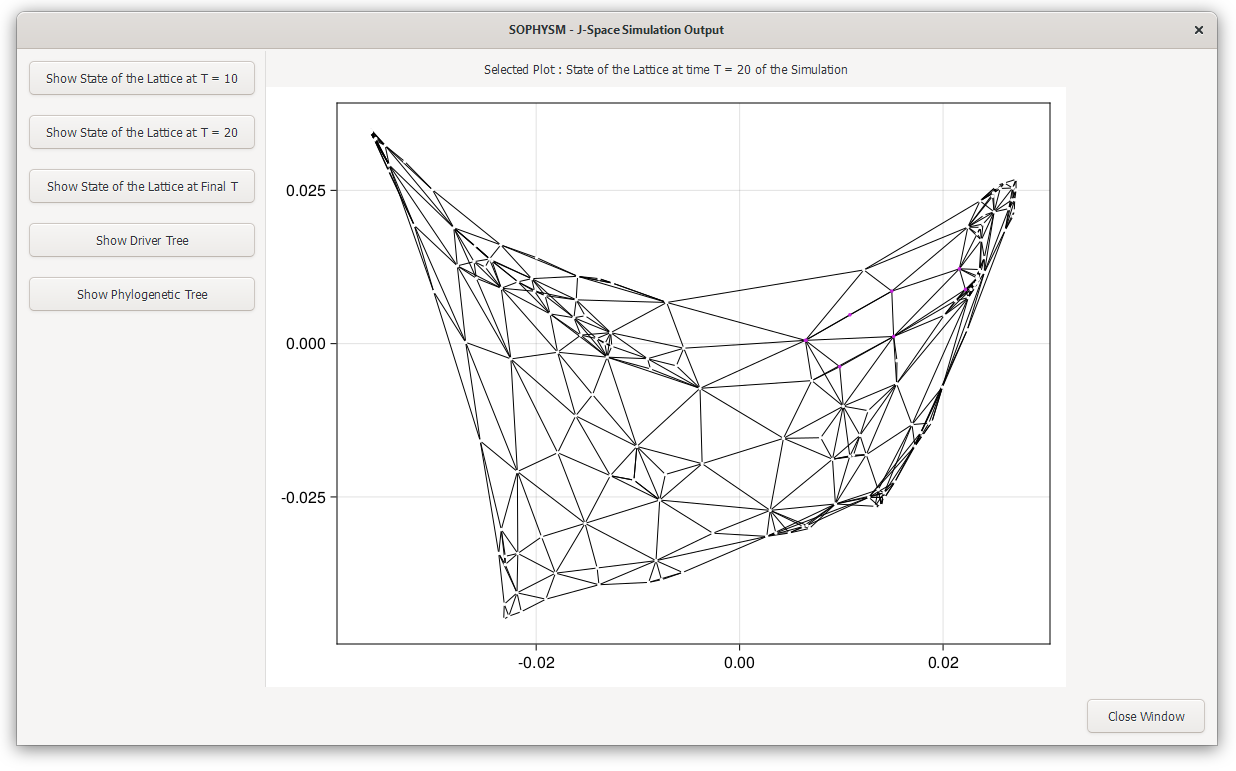 SOPHYSM - J-Space Simulation Output
×
Show State of the Lattice at T = 10
Show State of the Lattice at T = 20
Show State of the Lattice at Final T
Show Driver Tree
Show Phylogenetic Tree
Selected Plot : State of the Lattice at time T = 20 of the Simulation
0.025
0.000
-0.025
-0.02
0.00
0.02
Close Window